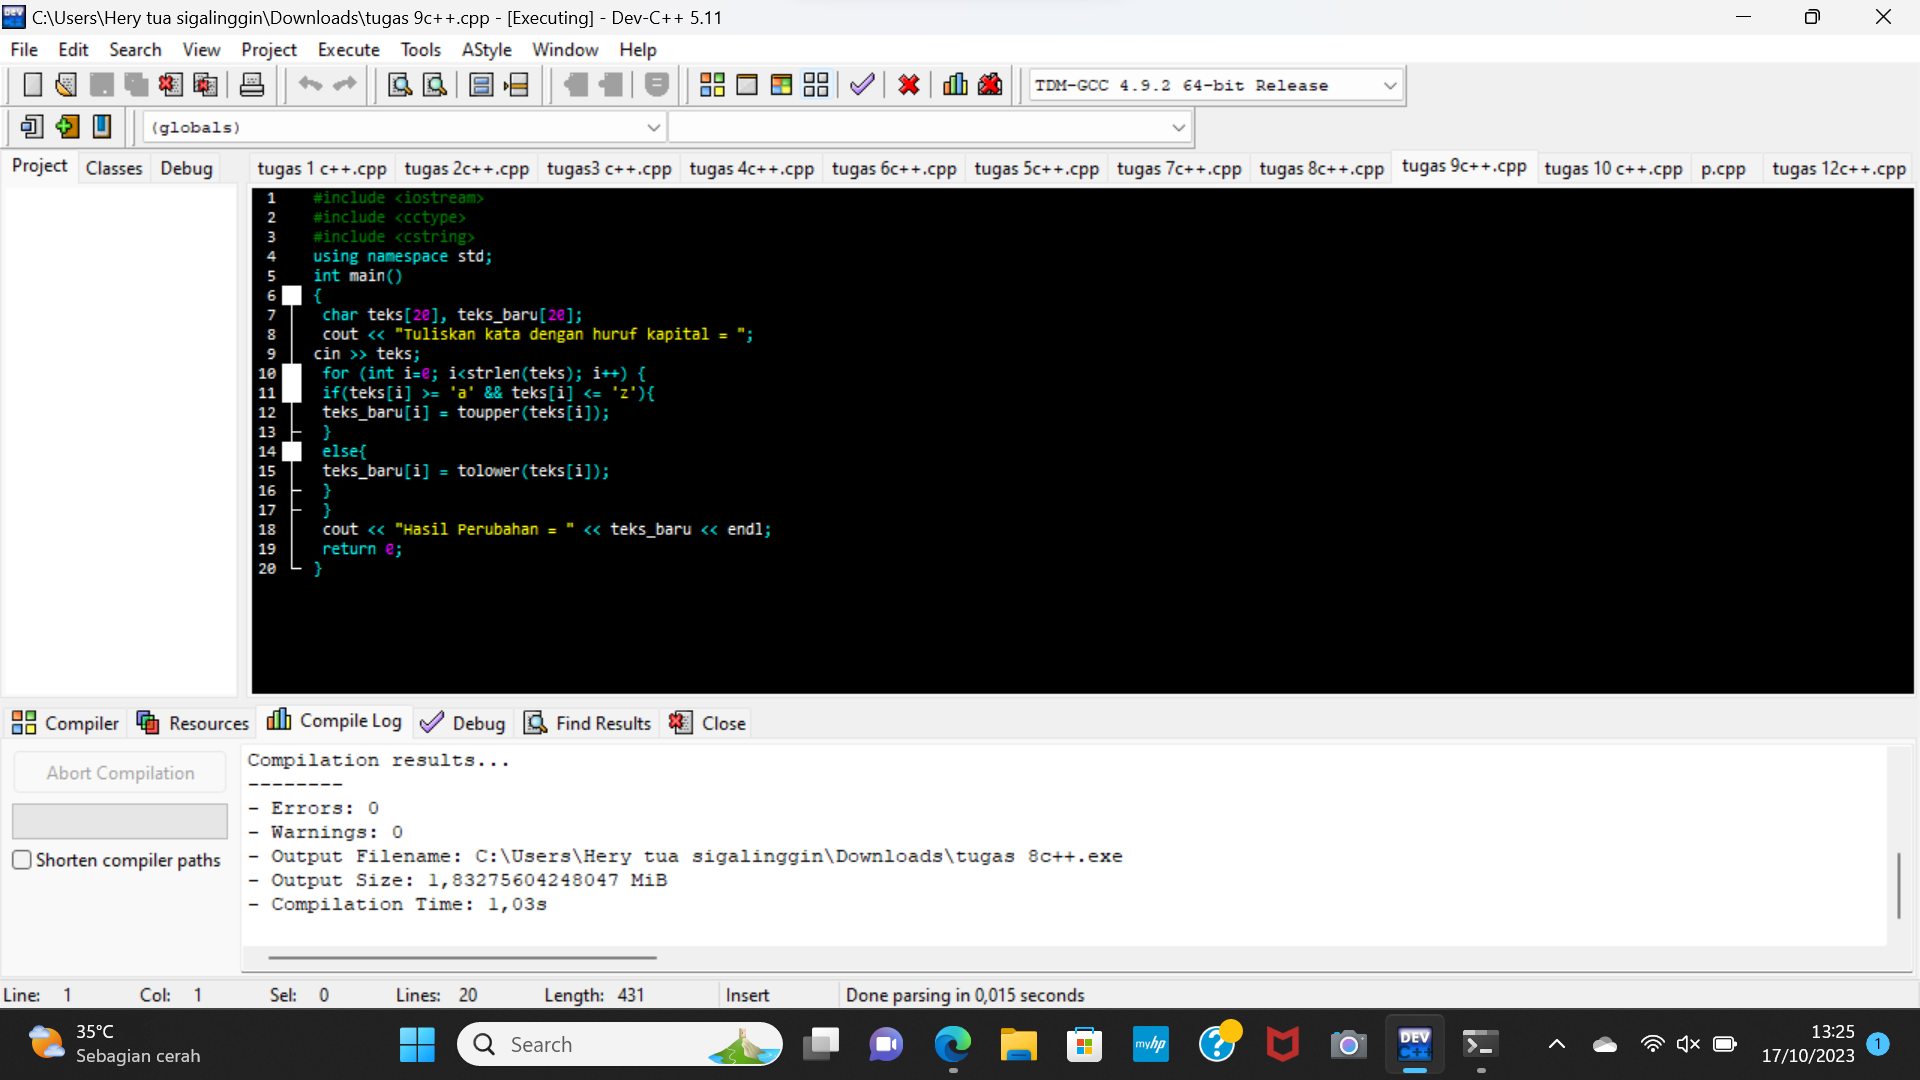 C:\Users\Hery tua sigalinggin\Downloads\tugas 9c++.cpp - [Executing] - Dev-C++ 5.11
File Edit Search View Project Execute Tools AStyle Window Help
TDM-GCC 4.9.2 64-bit Release
(globals)
Project Classes Debug
tugas 1 c++.cpp tugas 2c++.cpp tugas3 c++.cpp tugas 4c++.cpp tugas 6c++.cpp tugas 5c++.cpp tugas 7c++.cpp tugas 8c++.cpp tugas 9c++.cpp tugas 10 c++.cpp p.cpp tugas 12c++.cpp
1 #include <iostream>
2 #include <cctype>
3 #include <cstring>
4 using namespace std;
5 int main()
6 {
7 char teks[20], teks_baru[20];
8 cout << "Tuliskan kata dengan huruf kapital = ";
9 cin >> teks;
10 for (int i=0; i<strlen(teks); i++) {
11 if(teks[i] >= 'a' && teks[i] <= 'z'){
12 teks_baru[i] = toupper(teks[i]);
13 }
14 else{
15 teks_baru[i] = tolower(teks[i]);
16 }
17 }
18 cout << "Hasil Perubahan = " << teks_baru << endl;
19 return 0;
20 }
Compiler Resources Compile Log Debug Find Results Close
Abort Compilation
Shorten compiler paths
Compilation results...
--------
- Errors: 0
- Warnings: 0
- Output Filename: C:\Users\Hery tua sigalinggin\Downloads\tugas 8c++.exe
- Output Size: 1,83275604248047 MiB
- Compilation Time: 1,03s
Line: 1 Col: 1 Sel: 0 Lines: 20 Length: 431 Insert Done parsing in 0,015 seconds
35°C
Sebagian cerah
Search
myhp
DEV
C++
13:25
17/10/2023
1